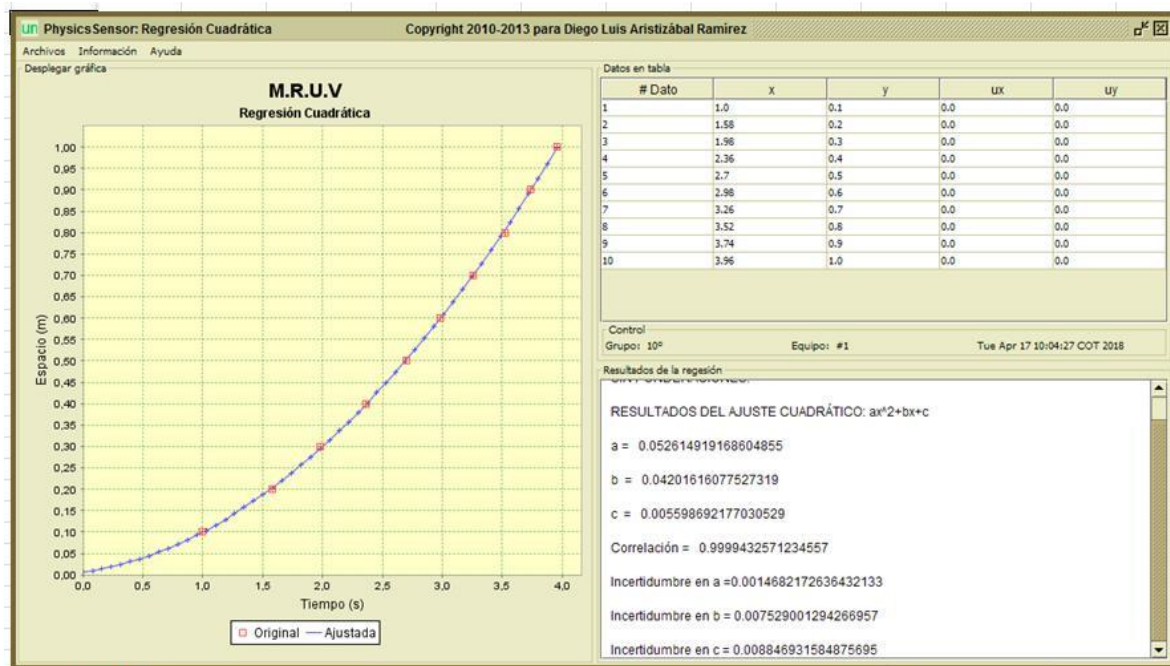 un PhysicsSensor: Regresión Cuadrática Copyright 2010-2013 para Diego Luis Aristizábal Ramírez
Archivos Información Ayuda
Desplegar gráfica
M.R.U.V
Regresión Cuadrática
Espacio (m)
1,00
0,95
0,90
0,85
0,80
0,75
0,70
0,65
0,60
0,55
0,50
0,45
0,40
0,35
0,30
0,25
0,20
0,15
0,10
0,05
0,00
0,0 0,5 1,0 1,5 2,0 2,5 3,0 3,5 4,0
Tiempo (s)
Original Ajustada
Datos en tabla
# Dato x y ux uy
1 1.0 0.1 0.0 0.0
2 1.58 0.2 0.0 0.0
3 1.98 0.3 0.0 0.0
4 2.36 0.4 0.0 0.0
5 2.7 0.5 0.0 0.0
6 2.98 0.6 0.0 0.0
7 3.26 0.7 0.0 0.0
8 3.52 0.8 0.0 0.0
9 3.74 0.9 0.0 0.0
10 3.96 1.0 0.0 0.0
Control
Grupo: 10º Equipo: #1 Tue Apr 17 10:04:27 COT 2018
Resultados de la regesión
SIN PONDERACIONES:
RESULTADOS DEL AJUSTE CUADRÁTICO: ax^2+bx+c
a = 0.052614919168604855
b = 0.04201616077527319
c = 0.005598692177030529
Correlación = 0.9999432571234557
Incertidumbre en a =0.0014682172636432133
Incertidumbre en b = 0.007529001294266957
Incertidumbre en c = 0.008846931584875695